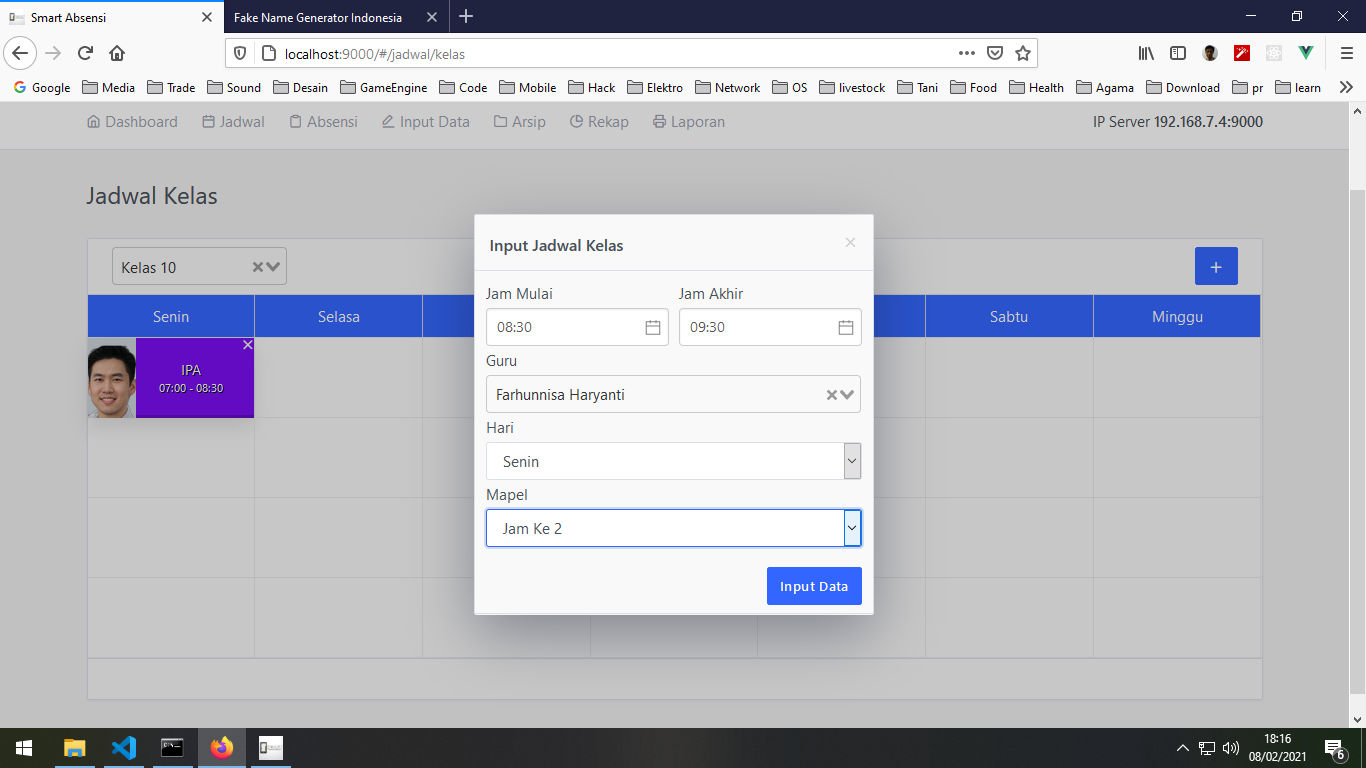 Smart Absensi
Fake Name Generator Indonesia
localhost:9000/#/jadwal/kelas
Google Media Trade Sound Desain GameEngine Code Mobile Hack Elektro Network OS livestock Tani Food Health Agama Download pr learn
Dashboard Jadwal Absensi Input Data Arsip Rekap Laporan IP Server 192.168.7.4:9000
Jadwal Kelas
Kelas 10
+
Senin Selasa Sabtu Minggu
IPA
07:00 - 08:30
Input Jadwal Kelas
Jam Mulai Jam Akhir
08:30 09:30
Guru
Farhunnisa Haryanti
Hari
Senin
Mapel
Jam Ke 2
Input Data
18:16
08/02/2021
6